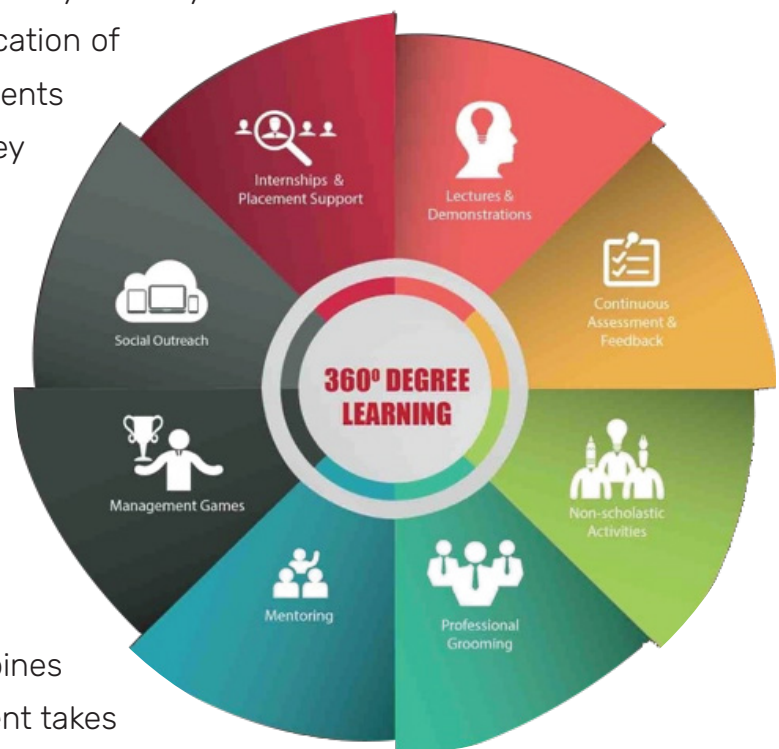 cation of
ents
ey
Internships &
Placement Support
Lectures &
Demonstrations
Continuous
Assessment &
Feedback
Social Outreach
360º DEGREE
LEARNING
Management Games
Non-scholastic
Activities
Mentoring
Professional
Grooming
bines
ent takes